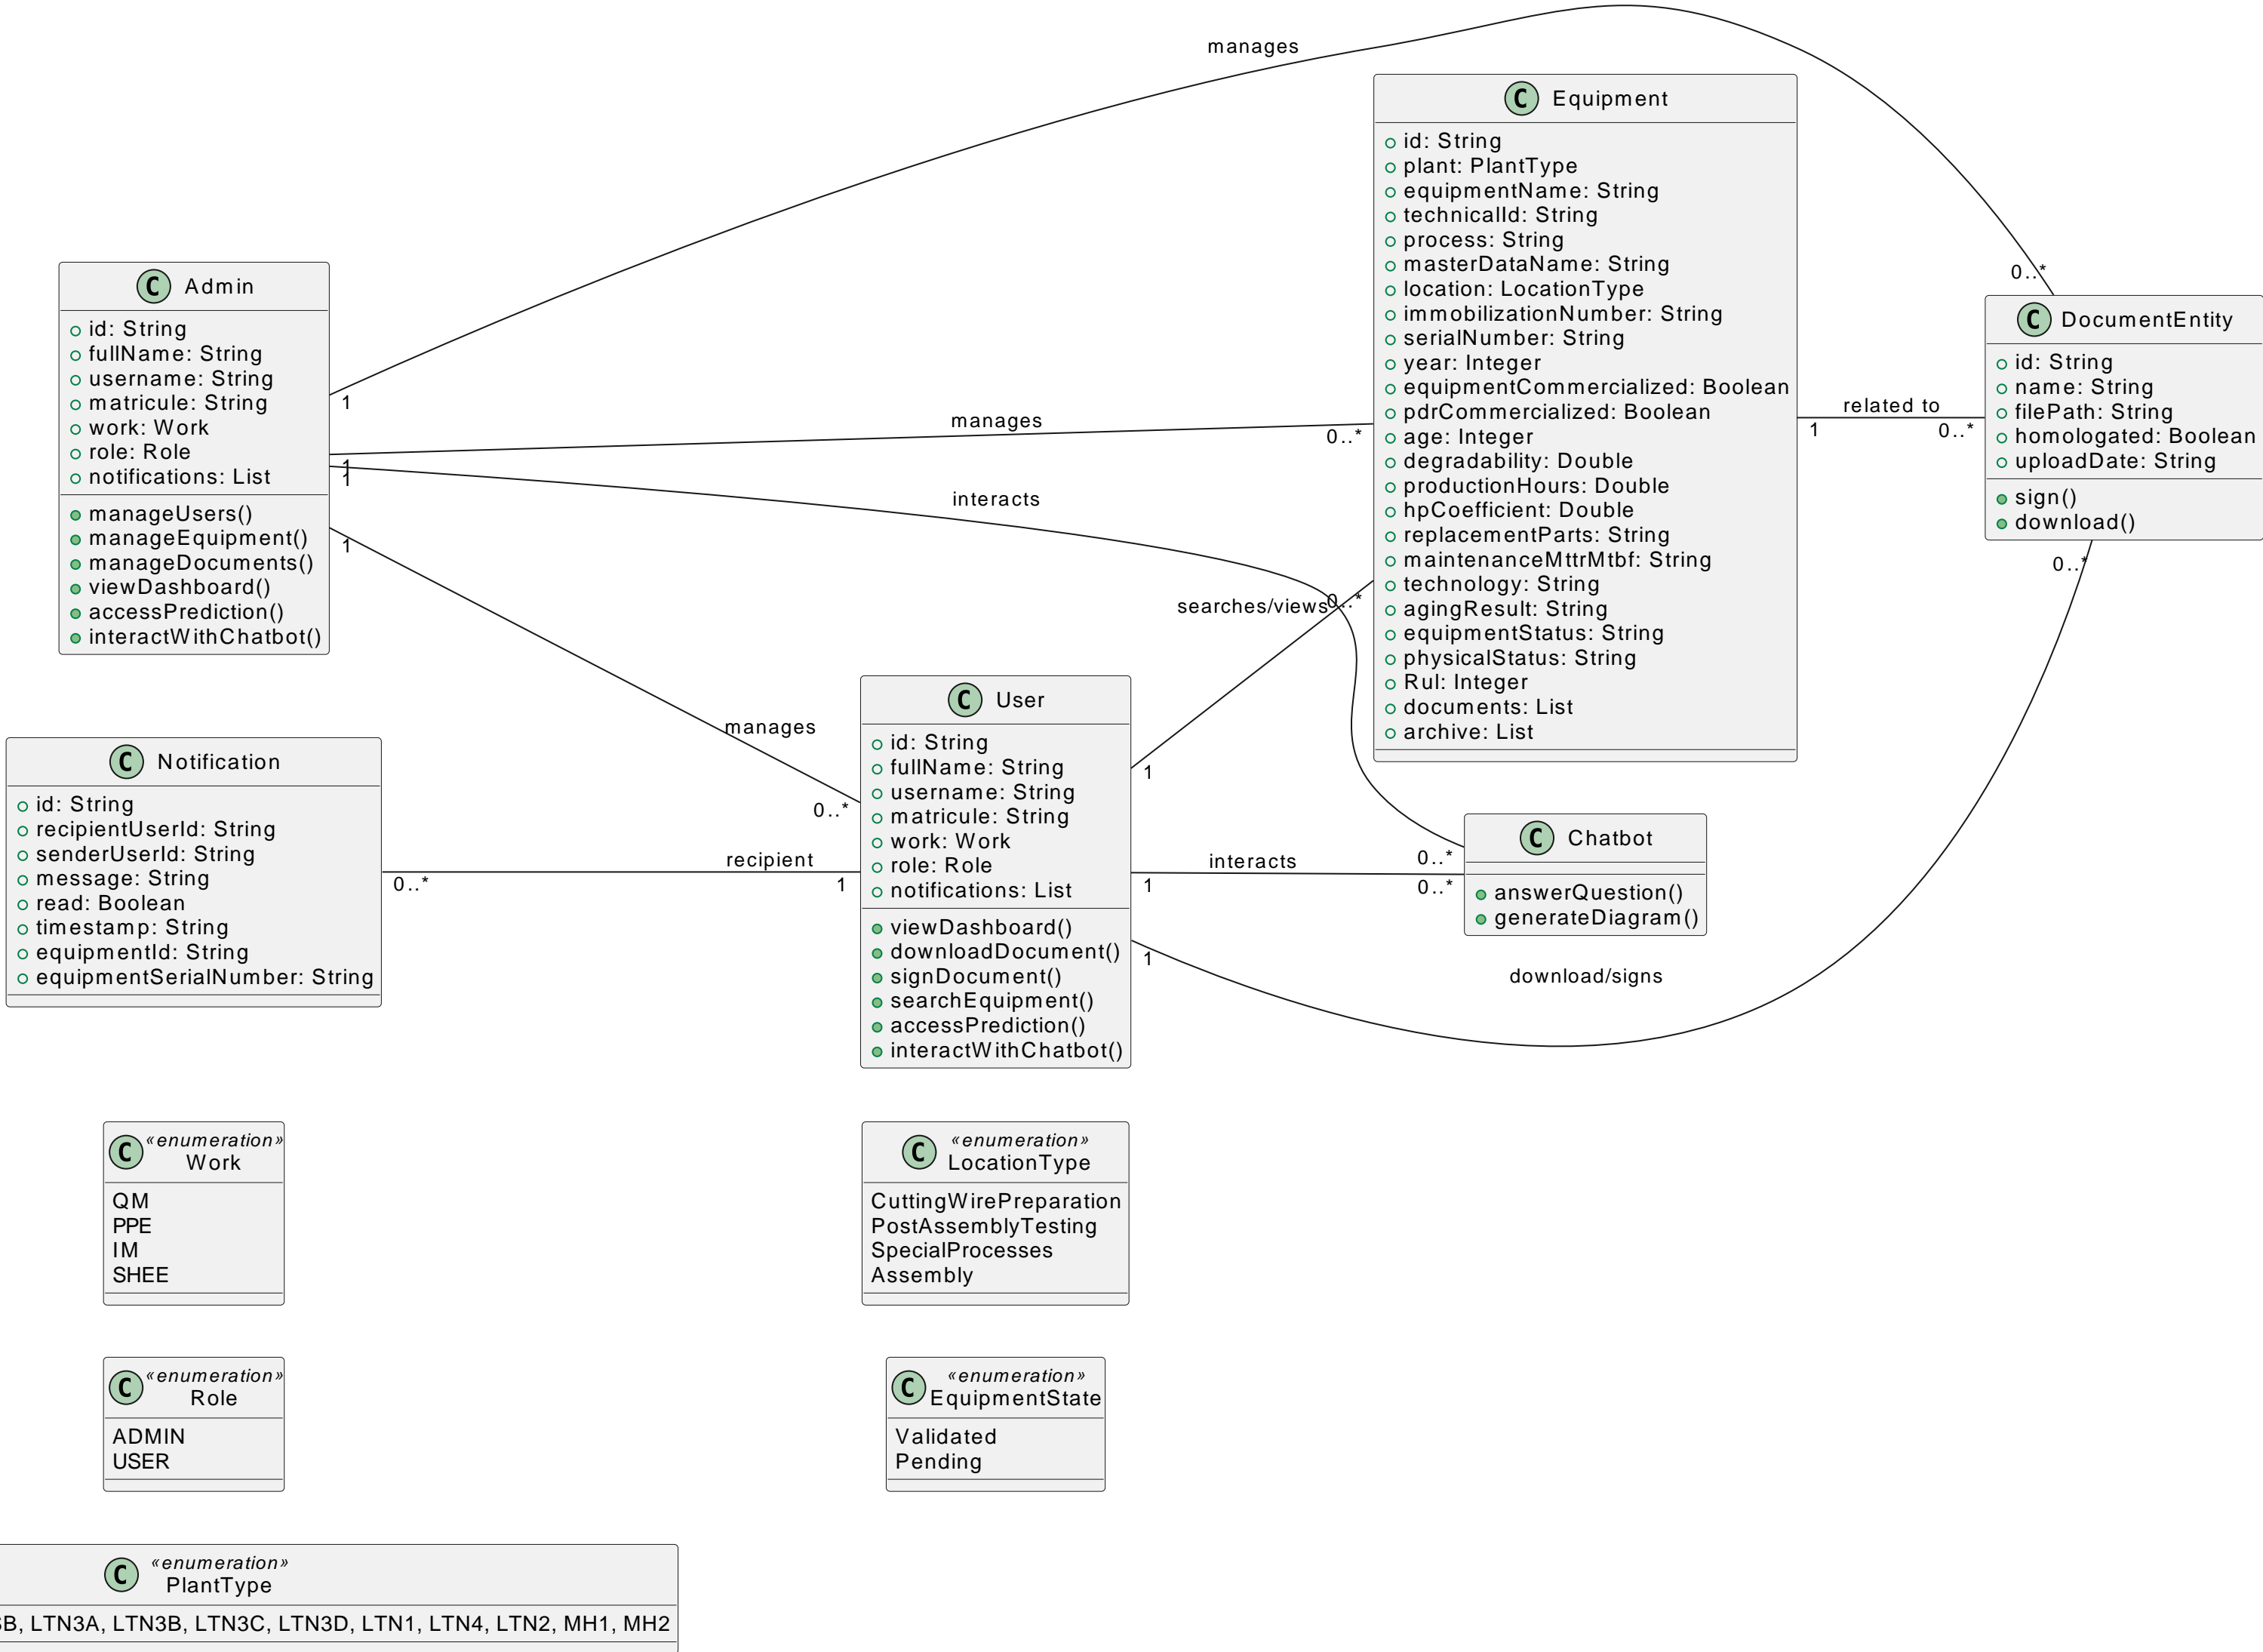 manages
C Equipment
id: String
plant: PlantType
equipmentName: String
technicalId: String
process: String
masterDataName: String
location: LocationType
immobilizationNumber: String
serialNumber: String
year: Integer
equipmentCommercialized: Boolean
pdrCommercialized: Boolean
age: Integer
degradability: Double
productionHours: Double
hpCoefficient: Double
replacementParts: String
maintenanceMttrMtbf: String
technology: String
agingResult: String
equipmentStatus: String
physicalStatus: String
Rul: Integer
documents: List
archive: List
C Admin
id: String
fullName: String
username: String
matricule: String
work: Work
role: Role
notifications: List
manageUsers()
manageEquipment()
manageDocuments()
viewDashboard()
accessPrediction()
interactWithChatbot()
1
1
1
1
manages
0..*
interacts
0..*
C DocumentEntity
id: String
name: String
filePath: String
homologated: Boolean
uploadDate: String
sign()
download()
0..*
related to
1
0..*
searches/views
0..*
manages
0..*
C Notification
id: String
recipientUserId: String
senderUserId: String
message: String
read: Boolean
timestamp: String
equipmentId: String
equipmentSerialNumber: String
0..*
recipient
1
C User
id: String
fullName: String
username: String
matricule: String
work: Work
role: Role
notifications: List
viewDashboard()
downloadDocument()
signDocument()
searchEquipment()
accessPrediction()
interactWithChatbot()
1
interacts
1
0..*
1
C Chatbot
answerQuestion()
generateDiagram()
download/signs
C «enumeration»
Work
QM
PPE
IM
SHEE
C «enumeration»
LocationType
CuttingWirePreparation
PostAssemblyTesting
SpecialProcesses
Assembly
C «enumeration»
Role
ADMIN
USER
C «enumeration»
EquipmentState
Validated
Pending
C «enumeration»
PlantType
LTN3A, LTN3B, LTN3C, LTN3D, LTN1, LTN4, LTN2, MH1, MH2